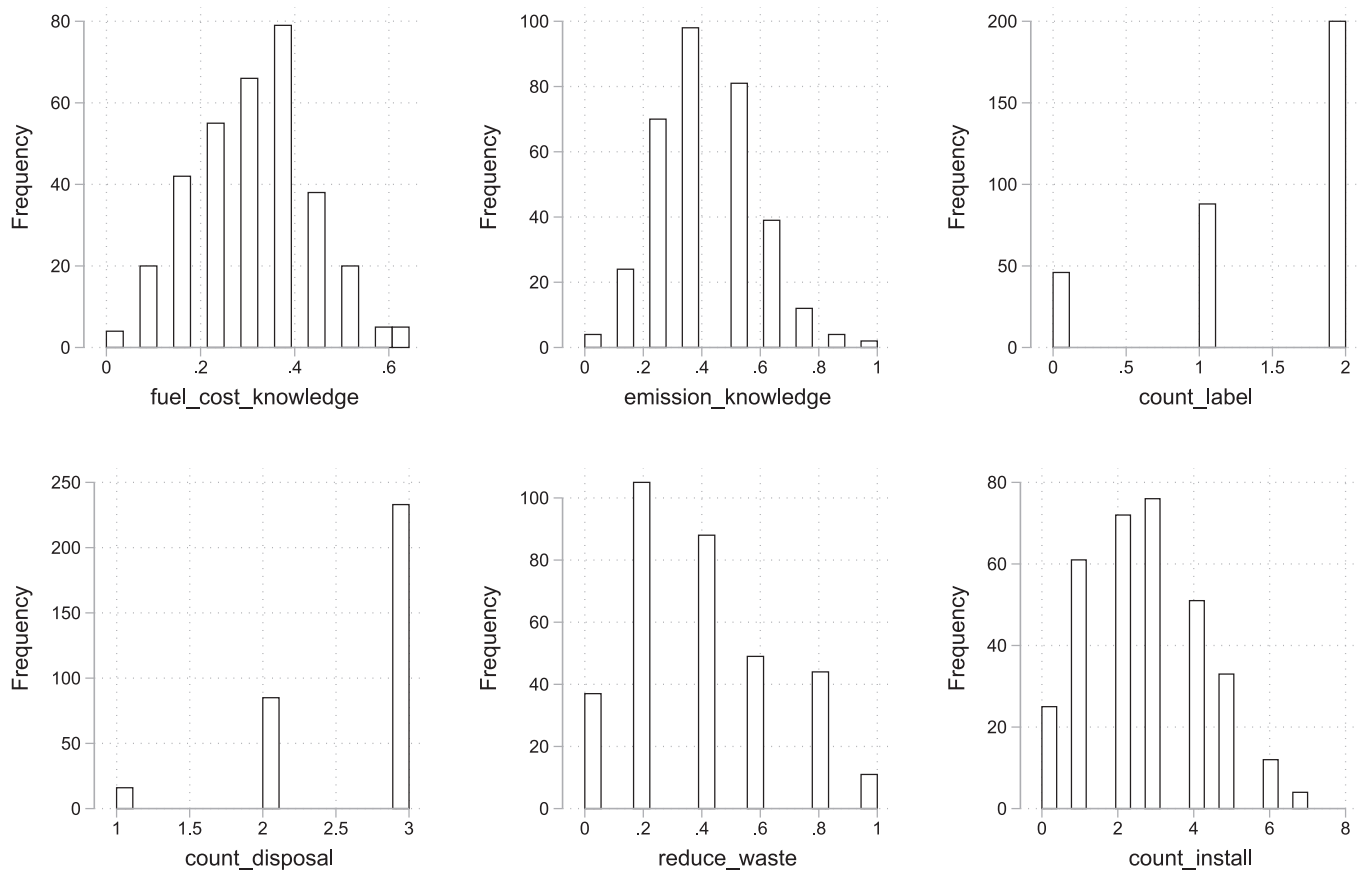 80
60
40
20
0
Frequency
0 .2 .4 .6
fuel_cost_knowledge
100
80
60
40
20
0
Frequency
0 .2 .4 .6 .8 1
emission_knowledge
200
150
100
50
0
Frequency
0 .5 1 1.5 2
count_label
250
200
150
100
50
0
Frequency
1 1.5 2 2.5 3
count_disposal
100
80
60
40
20
0
Frequency
0 .2 .4 .6 .8 1
reduce_waste
80
60
40
20
0
Frequency
0 2 4 6 8
count_install